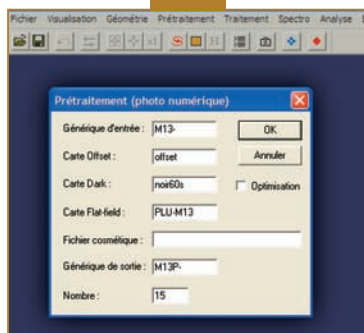 Fichier Visualisation Géométrie Prétraitement Traitement Spectro Analyse
Prétraitement (photo numérique)
Générique d'entrée : M13- OK
Carte Offset : offset Annuler
Carte Dark : noir60s Optimisation
Carte Flat-field : PLU-M13
Fichier cosmétique :
Générique de sortie : M13P-
Nombre : 15